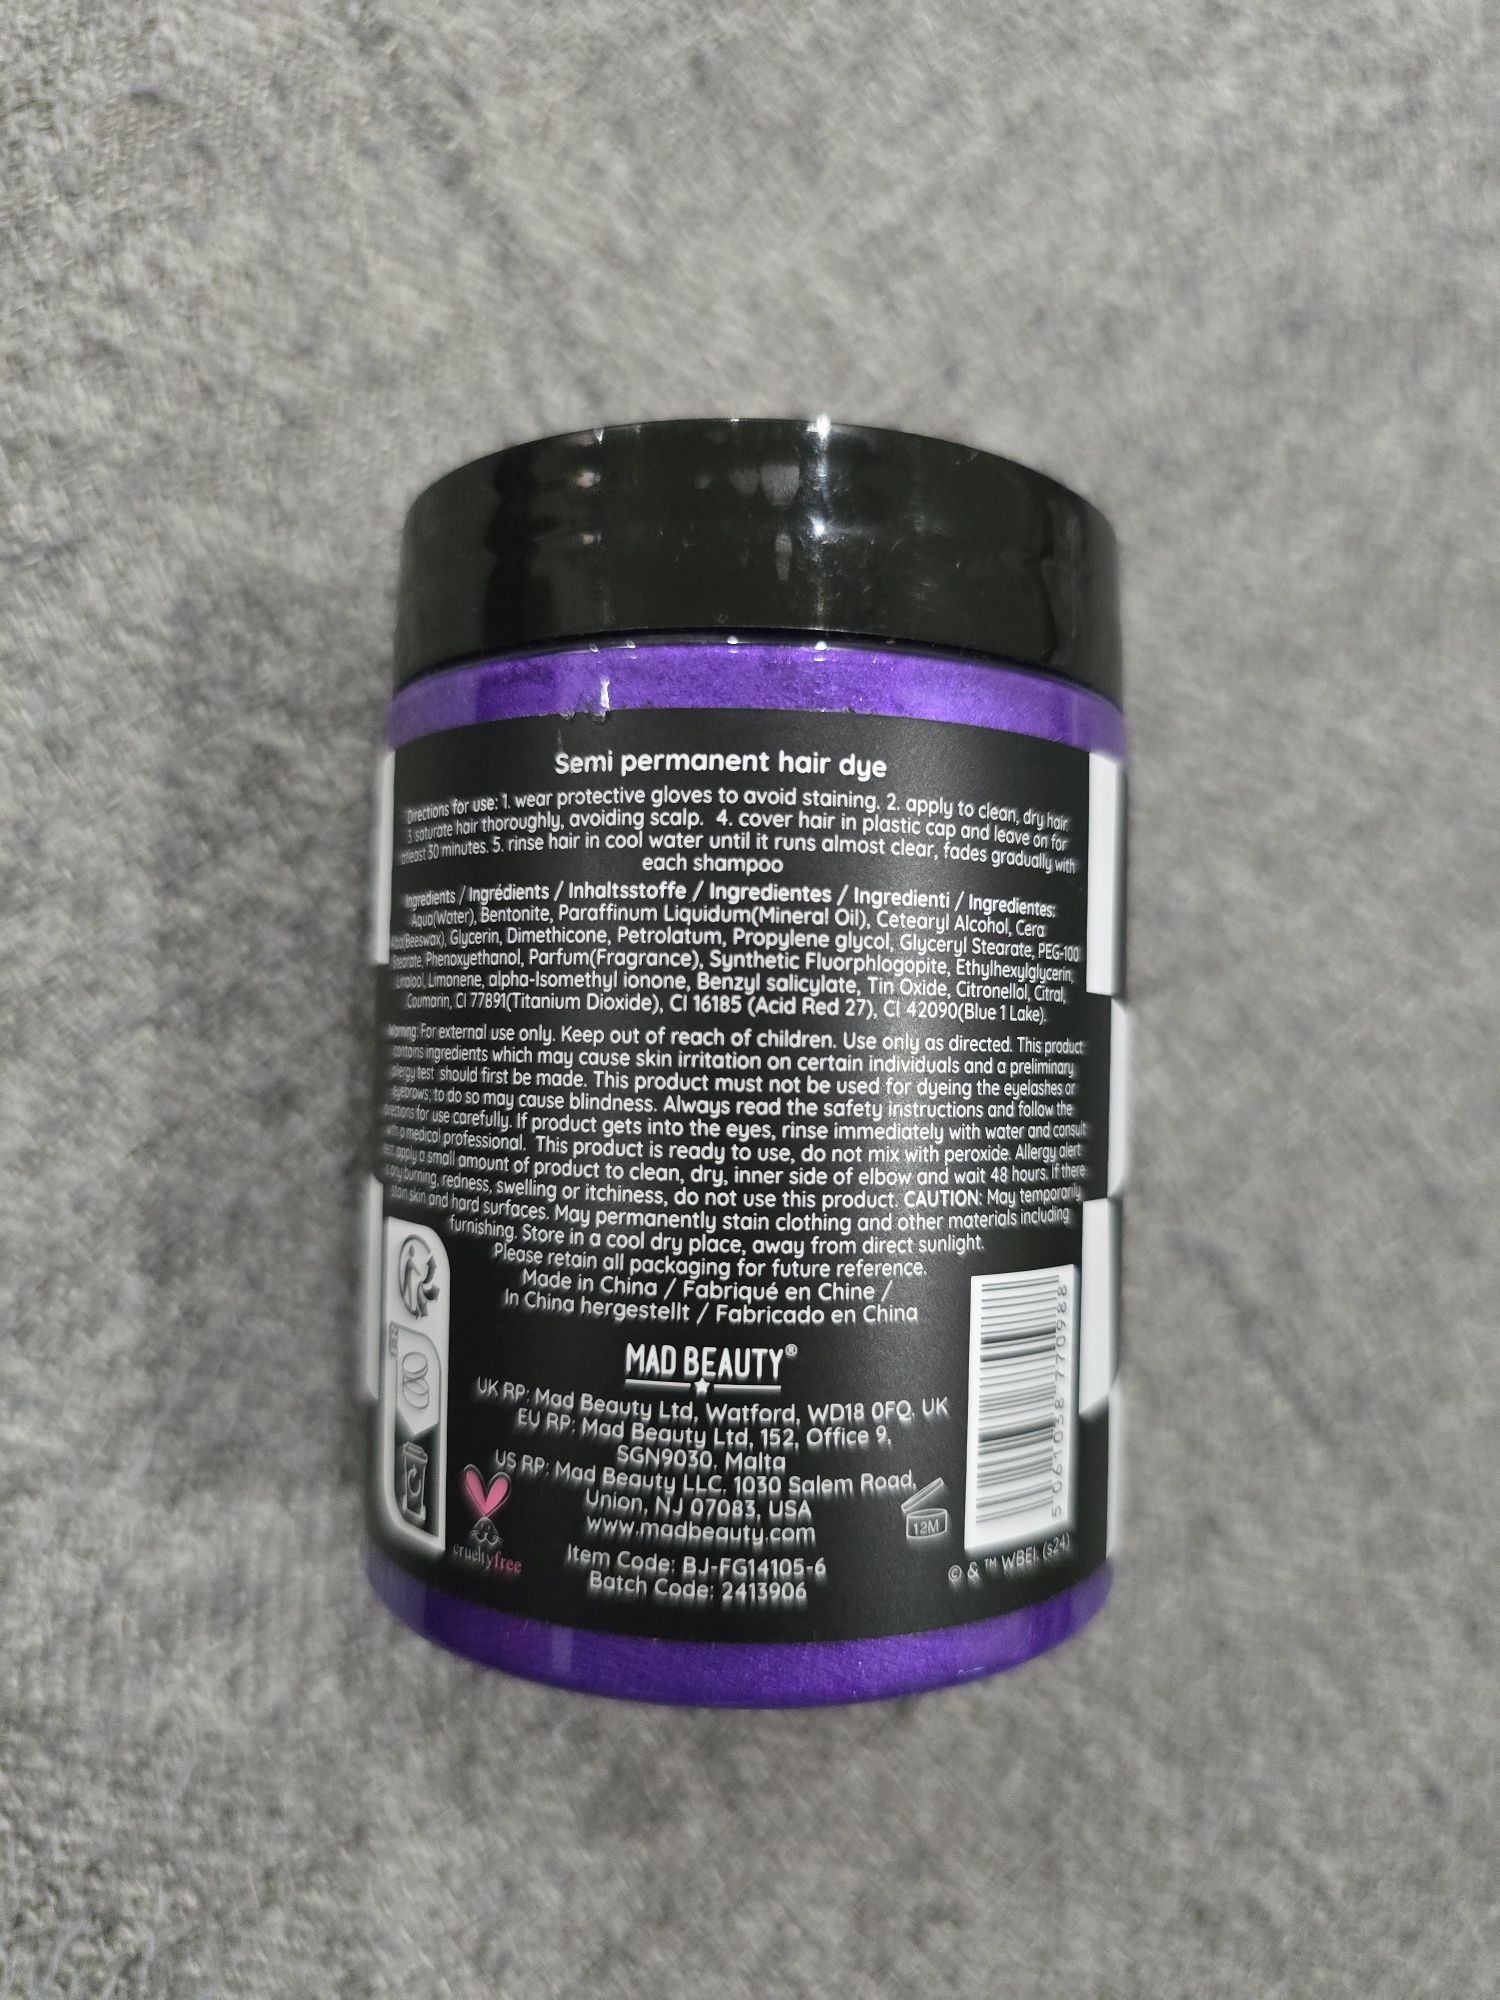 Semi permanent hair dye
Directions for use: 1. wear protective gloves to avoid staining. 2. apply to clean, dry hair
3. saturate hair thoroughly, avoiding scalp. 4. cover hair in plastic cap and leave on for
atleast 30 minutes. 5. rinse hair in cool water until it runs almost clear, fades gradually with
each shampoo
Ingredients / Ingrédients / Inhaltsstoffe / Ingredientes / Ingredienti / Ingredientes:
Aqua(Water), Bentonite, Paraffinum Liquidum(Mineral Oil), Cetearyl Alcohol, Cera
Alba(Beeswax), Glycerin, Dimethicone, Petrolatum, Propylene glycol, Glyceryl Stearate, PEG-100
Stearate, Phenoxyethanol, Parfum(Fragrance), Synthetic Fluorphlogopite, Ethylhexylglycerin,
Linalool, Limonene, alpha-Isomethyl ionone, Benzyl salicylate, Tin Oxide, Citronellol, Citral,
Coumarin, CI 77891(Titanium Dioxide), CI 16185 (Acid Red 27), CI 42090(Blue 1 Lake).
Warning: For external use only. Keep out of reach of children. Use only as directed. This product
contains ingredients which may cause skin irritation on certain individuals and a preliminary
allergy test should first be made. This product must not be used for dyeing the eyelashes or
eyebrows; to do so may cause blindness. Always read the safety instructions and follow the
directions for use carefully. If product gets into the eyes, rinse immediately with water and consult
with a medical professional. This product is ready to use, do not mix with peroxide. Allergy alert
test: apply a small amount of product to clean, dry, inner side of elbow and wait 48 hours. If there
is any burning, redness, swelling or itchiness, do not use this product. CAUTION: May temporarily
stain skin and hard surfaces. May permanently stain clothing and other materials including
furnishing. Store in a cool dry place, away from direct sunlight.
Please retain all packaging for future reference.
Made in China / Fabriqué en Chine /
In China hergestellt / Fabricado en China
MAD BEAUTY®
UK RP: Mad Beauty Ltd, Watford, WD18 0FQ, UK
EU RP: Mad Beauty Ltd, 152, Office 9,
SGN9030, Malta
US RP: Mad Beauty LLC, 1030 Salem Road,
Union, NJ 07083, USA
www.madbeauty.com
Item Code: BJ-FG14105-6
Batch Code: 2413906
crueltyfree
12M
5 061038 770988
© & ™ WBEI. (s24)